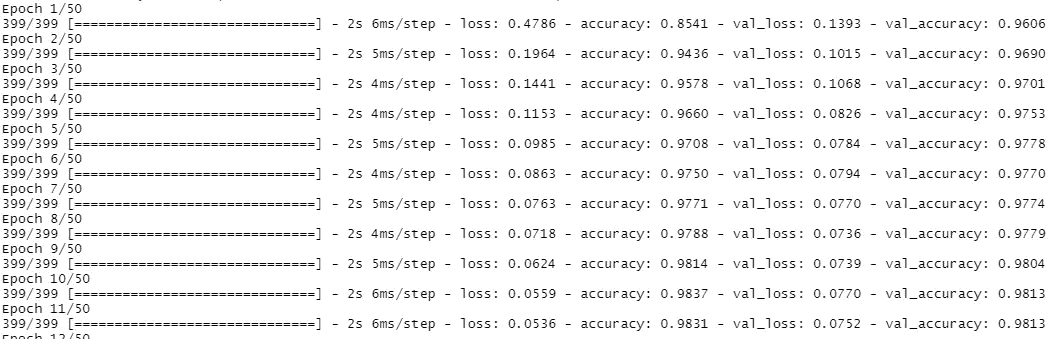 Epoch 1/50
399/399 [==============================] - 2s 6ms/step - loss: 0.4786 - accuracy: 0.8541 - val_loss: 0.1393 - val_accuracy: 0.9606
Epoch 2/50
399/399 [==============================] - 2s 5ms/step - loss: 0.1964 - accuracy: 0.9436 - val_loss: 0.1015 - val_accuracy: 0.9690
Epoch 3/50
399/399 [==============================] - 2s 4ms/step - loss: 0.1441 - accuracy: 0.9578 - val_loss: 0.1068 - val_accuracy: 0.9701
Epoch 4/50
399/399 [==============================] - 2s 4ms/step - loss: 0.1153 - accuracy: 0.9660 - val_loss: 0.0826 - val_accuracy: 0.9753
Epoch 5/50
399/399 [==============================] - 2s 5ms/step - loss: 0.0985 - accuracy: 0.9708 - val_loss: 0.0784 - val_accuracy: 0.9778
Epoch 6/50
399/399 [==============================] - 2s 4ms/step - loss: 0.0863 - accuracy: 0.9750 - val_loss: 0.0794 - val_accuracy: 0.9770
Epoch 7/50
399/399 [==============================] - 2s 5ms/step - loss: 0.0763 - accuracy: 0.9771 - val_loss: 0.0770 - val_accuracy: 0.9774
Epoch 8/50
399/399 [==============================] - 2s 4ms/step - loss: 0.0718 - accuracy: 0.9788 - val_loss: 0.0736 - val_accuracy: 0.9779
Epoch 9/50
399/399 [==============================] - 2s 5ms/step - loss: 0.0624 - accuracy: 0.9814 - val_loss: 0.0739 - val_accuracy: 0.9804
Epoch 10/50
399/399 [==============================] - 2s 6ms/step - loss: 0.0559 - accuracy: 0.9837 - val_loss: 0.0770 - val_accuracy: 0.9813
Epoch 11/50
399/399 [==============================] - 2s 6ms/step - loss: 0.0536 - accuracy: 0.9831 - val_loss: 0.0752 - val_accuracy: 0.9813
Epoch 12/50